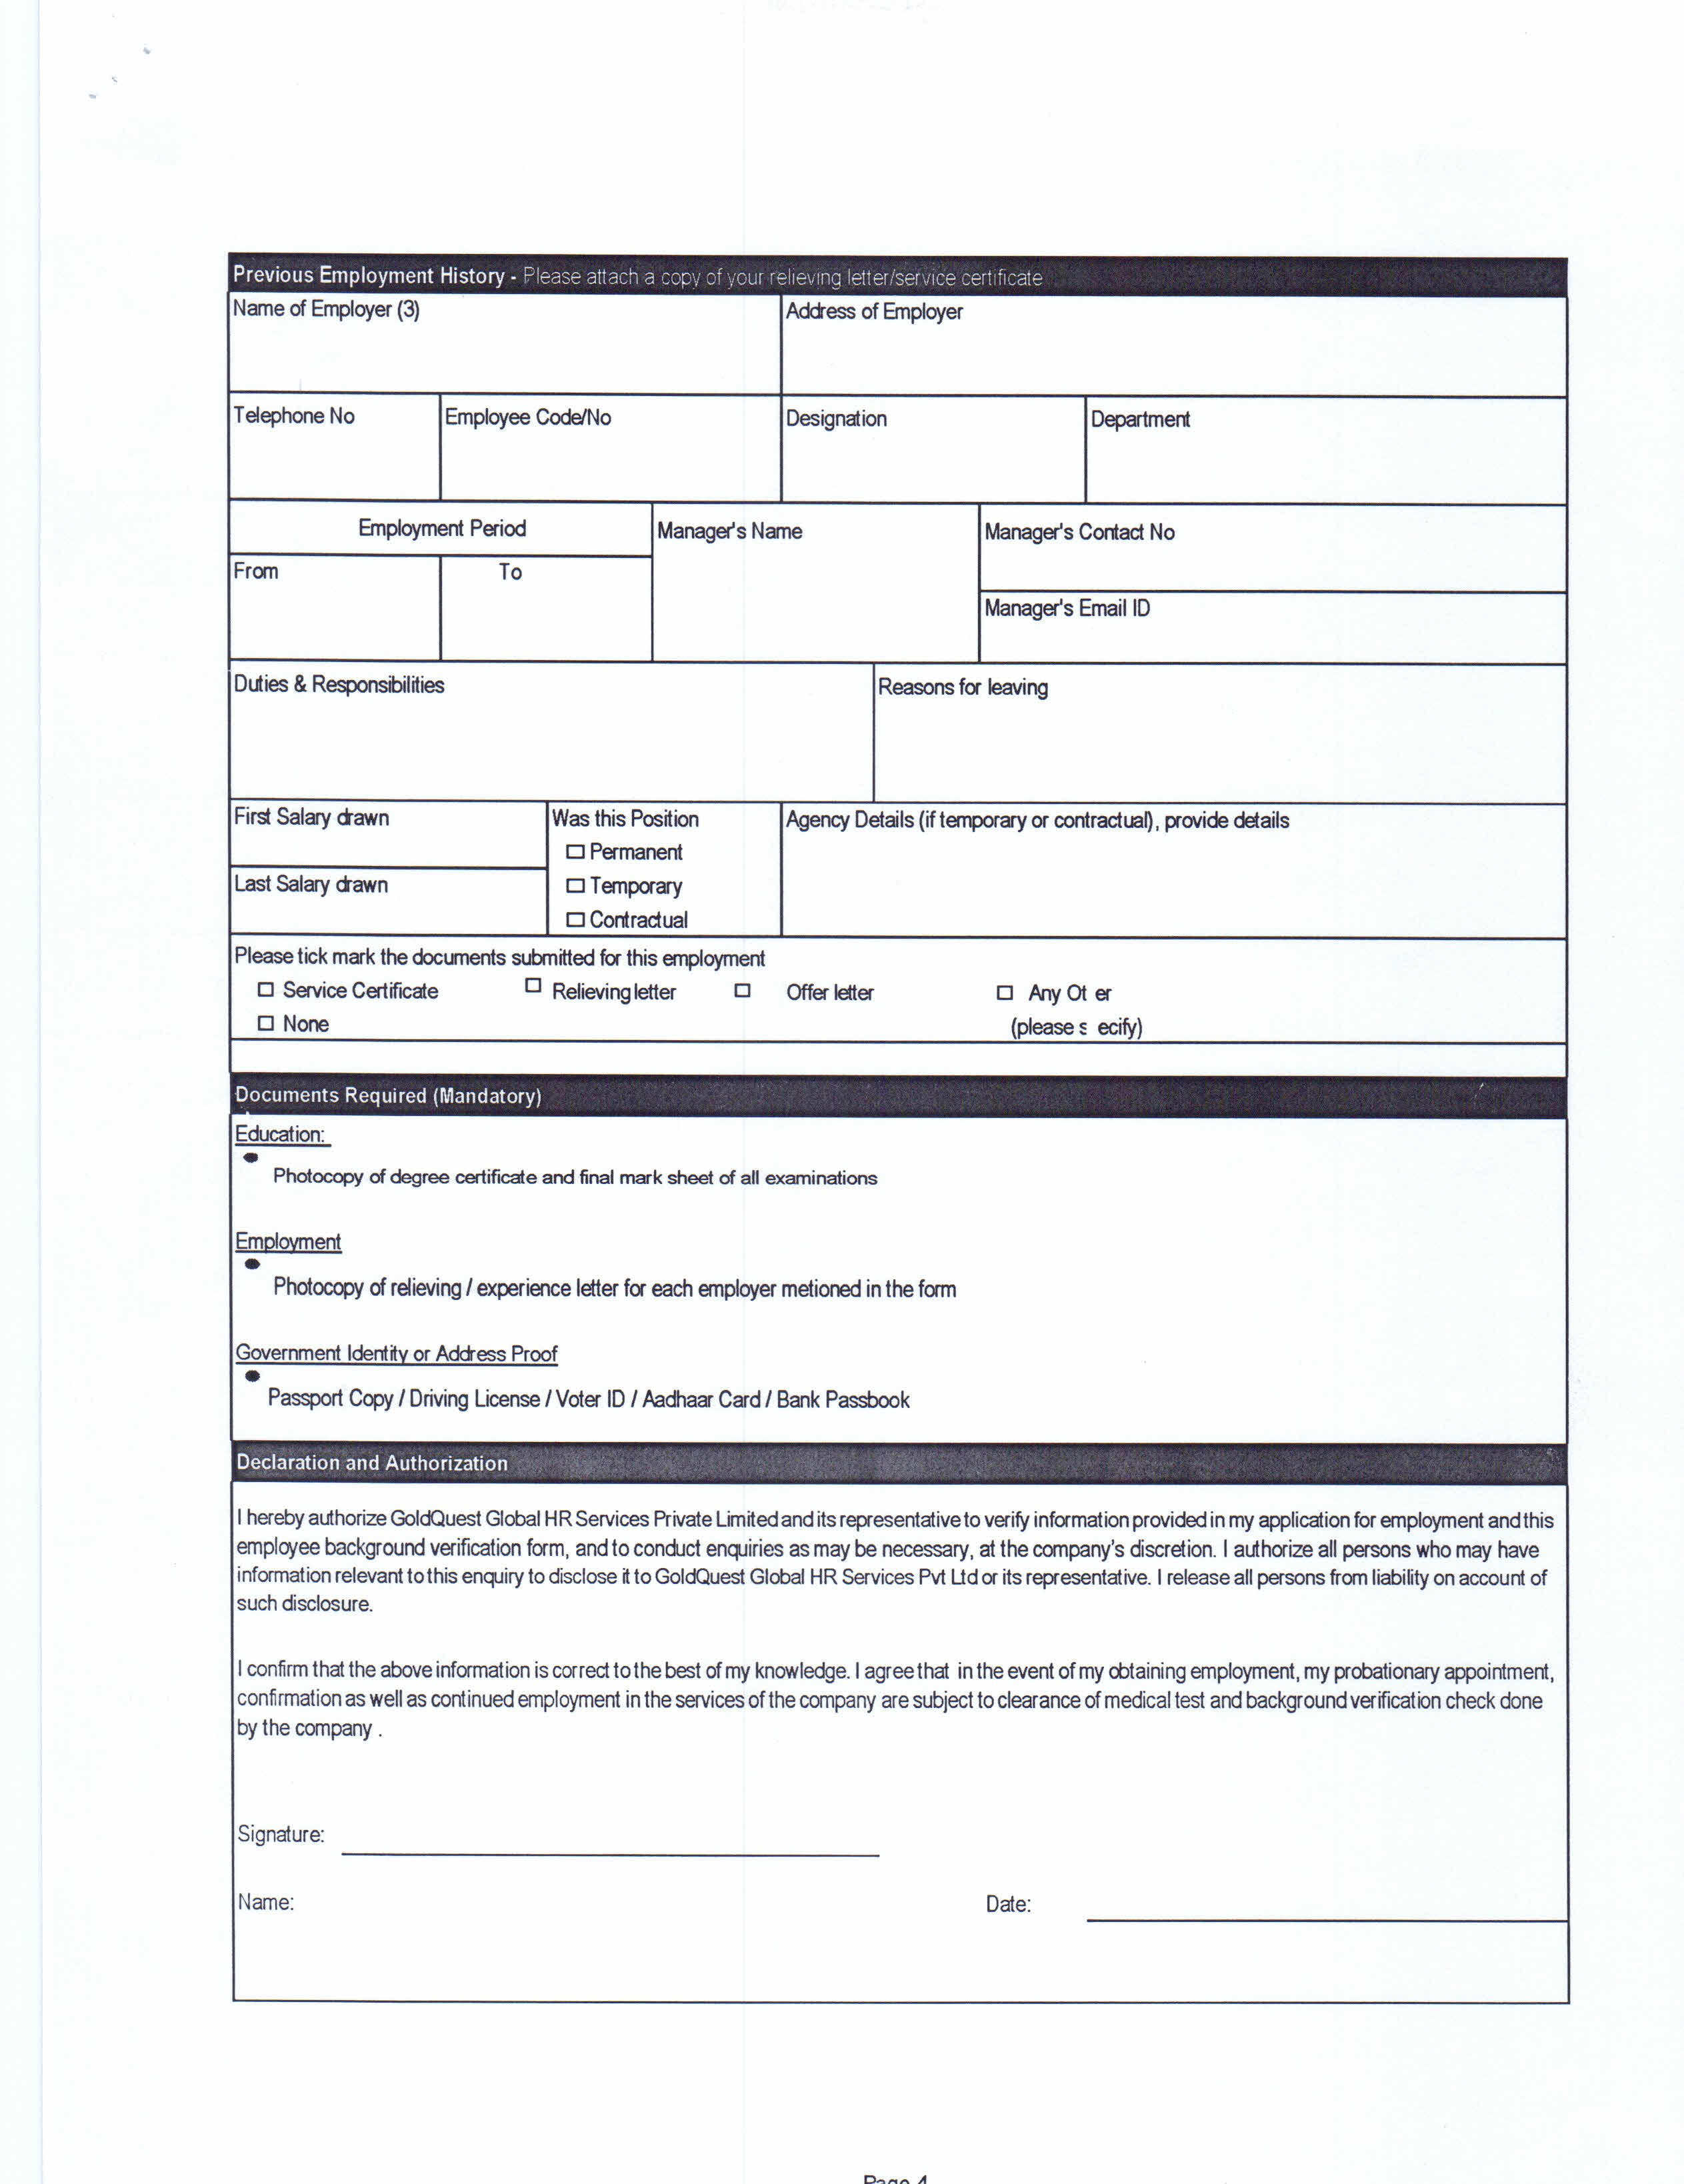 Previous Employment History - Please attach a copy of your relieving letter/service certificate
Name of Employer (3) Address of Employer
Telephone No Employee Code/No Designation Department
Employment Period Manager's Name Manager's Contact No
From To
Manager's Email ID
Duties & Responsibilities Reasons for leaving
First Salary drawn Was this Position Agency Details (if temporary or contractual), provide details
☐ Permanent
Last Salary drawn ☐ Temporary
☐ Contractual
Please tick mark the documents submitted for this employment
☐ Service Certificate ☐ Relieving letter ☐ Offer letter ☐ Any Ot er
☐ None (please s ecify)
Documents Required (Mandatory)
Education:
• Photocopy of degree certificate and final mark sheet of all examinations
Employment
• Photocopy of relieving / experience letter for each employer metioned in the form
Government Identity or Address Proof
• Passport Copy / Driving License / Voter ID / Aadhaar Card / Bank Passbook
Declaration and Authorization
I hereby authorize GoldQuest Global HR Services Private Limited and its representative to verify information provided in my application for employment and this
employee background verification form, and to conduct enquiries as may be necessary, at the company's discretion. I authorize all persons who may have
information relevant to this enquiry to disclose it to GoldQuest Global HR Services Pvt Ltd or its representative. I release all persons from liability on account of
such disclosure.
I confirm that the above information is correct to the best of my knowledge. I agree that in the event of my obtaining employment, my probationary appointment,
confirmation as well as continued employment in the services of the company are subject to clearance of medical test and background verification check done
by the company .
Signature:
Name: Date:
Page 4